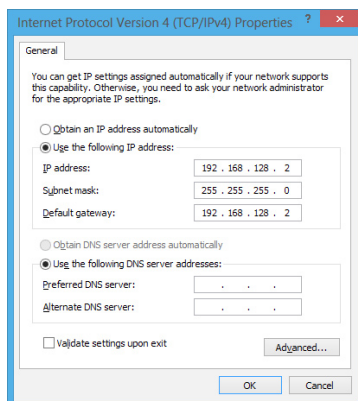 Internet Protocol Version 4 (TCP/IPv4) Properties ? ×
General
You can get IP settings assigned automatically if your network supports
this capability. Otherwise, you need to ask your network administrator
for the appropriate IP settings.
Obtain an IP address automatically
Use the following IP address:
IP address: 192 . 168 . 128 . 2
Subnet mask: 255 . 255 . 255 . 0
Default gateway: 192 . 168 . 128 . 2
Obtain DNS server address automatically
Use the following DNS server addresses:
Preferred DNS server: . . .
Alternate DNS server: . . .
Validate settings upon exit
Advanced...
OK Cancel